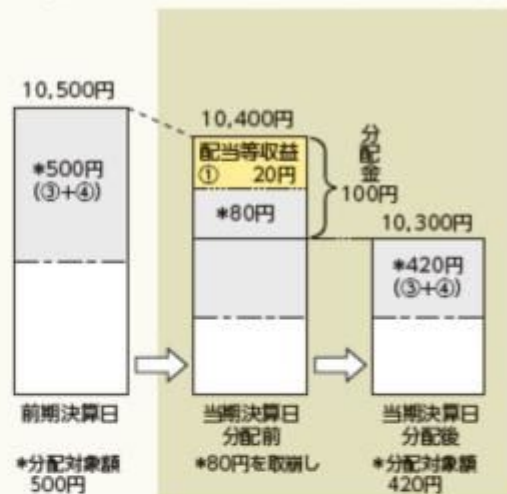 10,500円
*500円
(③+④)
前期決算日
*分配対象額
500円
10,400円
配当等収益
① 20円
*80円
分配金
100円
当期決算日
分配前
*80円を取崩し
10,300円
*420円
(③+④)
当期決算日
分配後
*分配対象額
420円